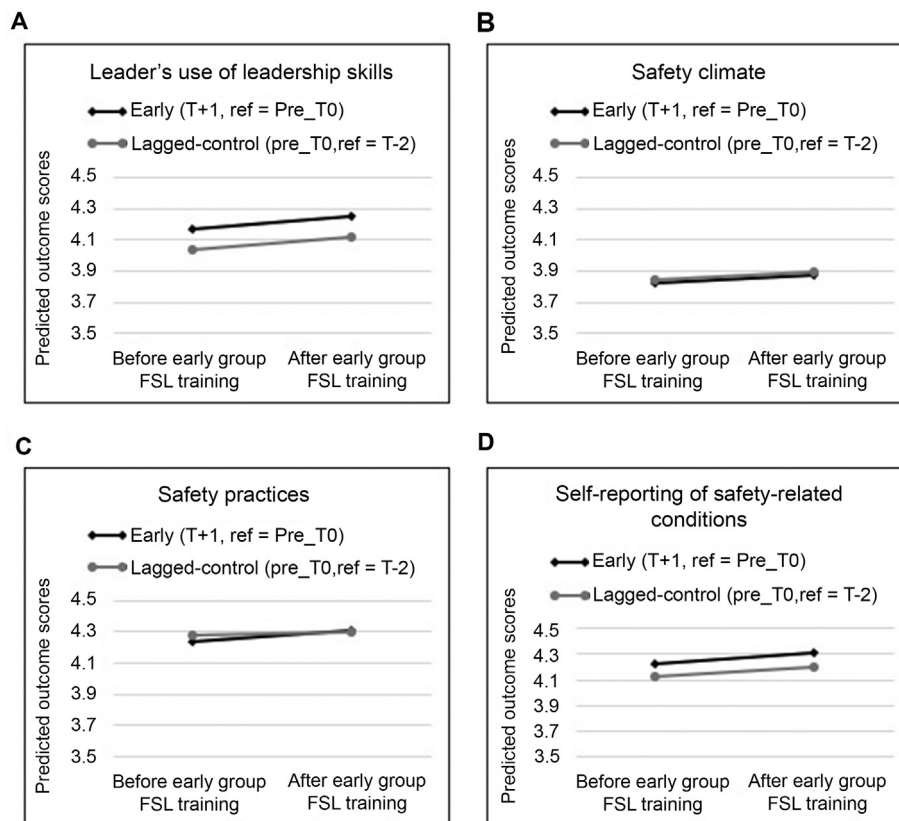 A
Leader's use of leadership skills
Early (T+1, ref = Pre_T0)
Lagged-control (pre_T0,ref = T-2)
Predicted outcome scores
4.5
4.3
4.1
3.9
3.7
3.5
Before early group
FSL training
After early group
FSL training
B
Safety climate
Early (T+1, ref = Pre_T0)
Lagged-control (pre_T0,ref = T-2)
Predicted outcome scores
4.5
4.3
4.1
3.9
3.7
3.5
Before early group
FSL training
After early group
FSL training
C
Safety practices
Early (T+1, ref = Pre_T0)
Lagged-control (pre_T0,ref = T-2)
Predicted outcome scores
4.5
4.3
4.1
3.9
3.7
3.5
Before early group
FSL training
After early group
FSL training
D
Self-reporting of safety-related
conditions
Early (T+1, ref = Pre_T0)
Lagged-control (pre_T0,ref = T-2)
Predicted outcome scores
4.5
4.3
4.1
3.9
3.7
3.5
Before early group
FSL training
After early group
FSL training